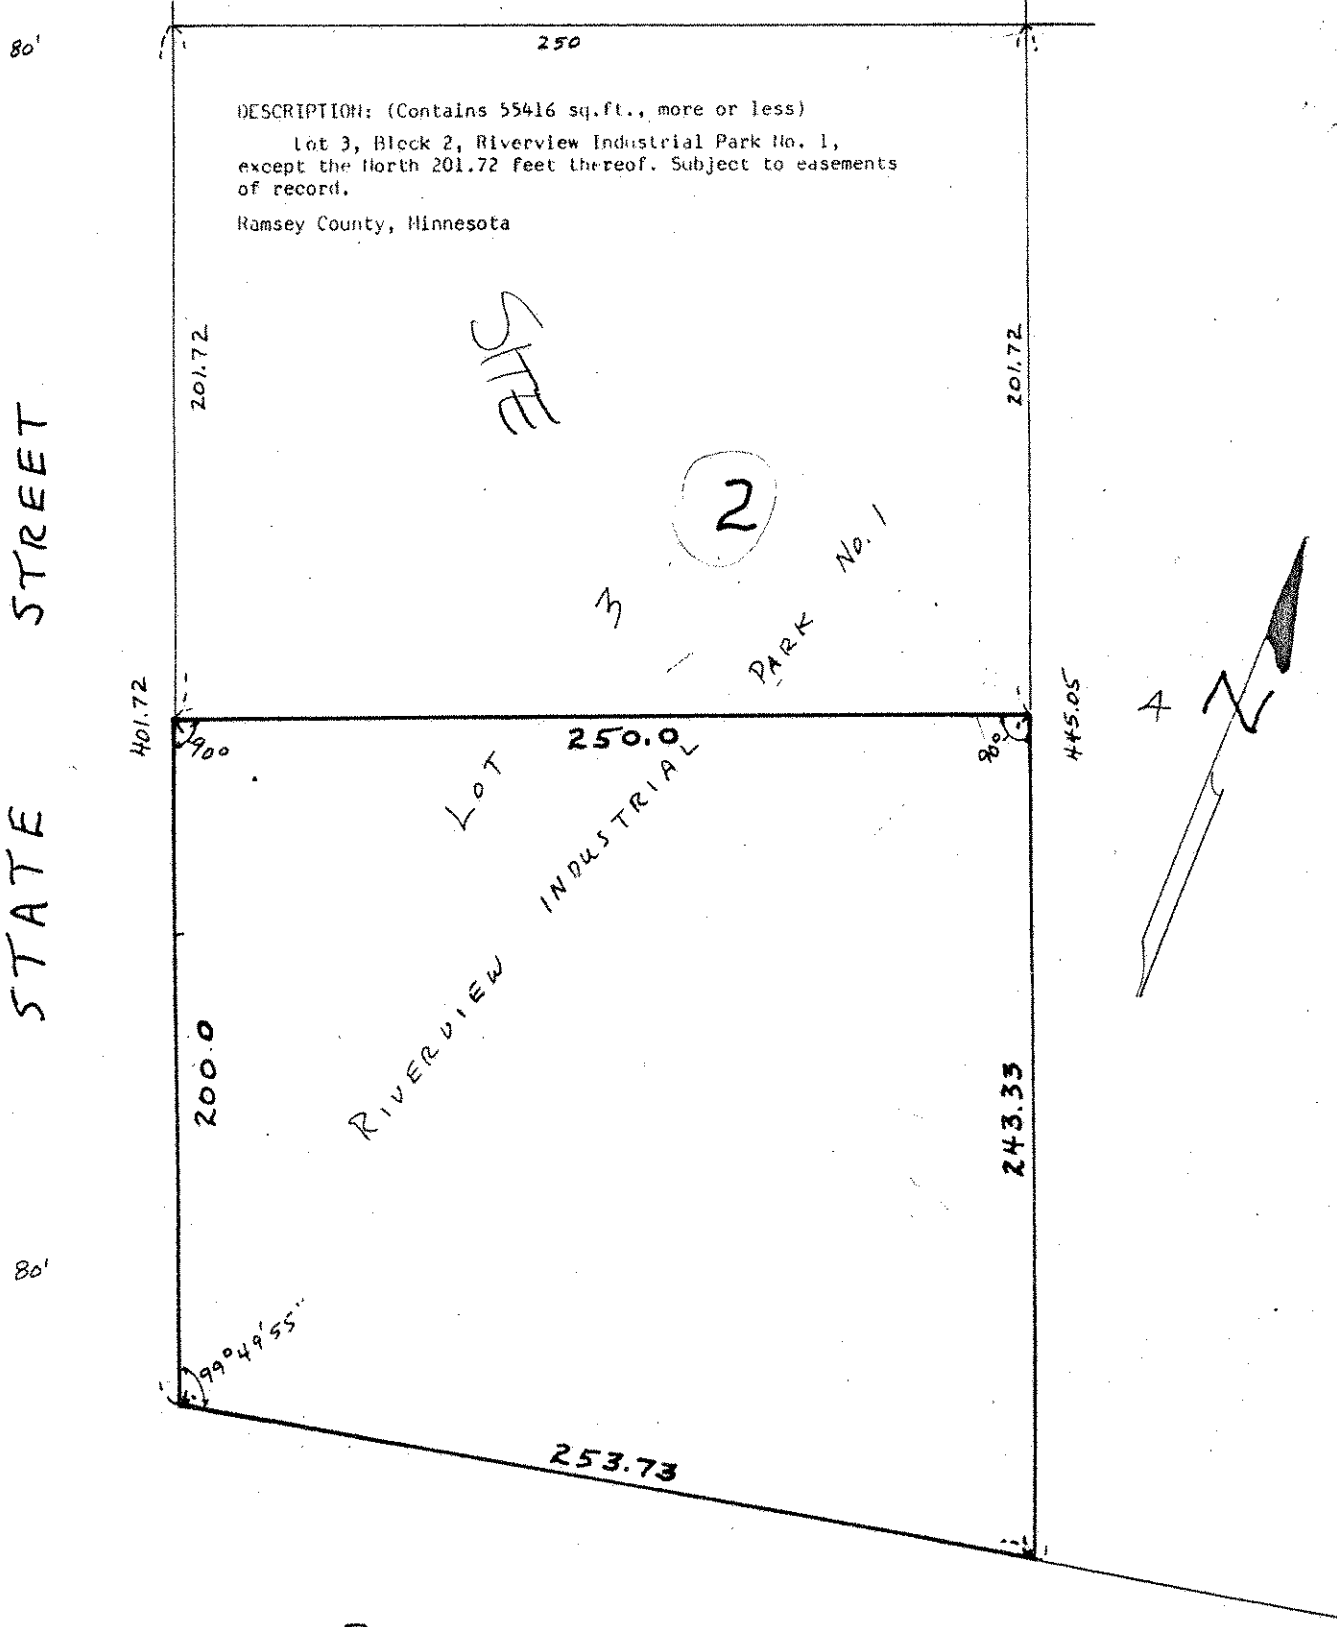 80'
250
DESCRIPTION: (Contains 55416 sq.ft., more or less)
Lot 3, Block 2, Riverview Industrial Park No. 1,
except the North 201.72 feet thereof. Subject to easements
of record.
Ramsey County, Minnesota
SITE
201.72
201.72
STATE STREET
2
LOT 3
RIVERVIEW INDUSTRIAL PARK No. 1
401.72
90°
250.0
90°
445.05
4
N
200.0
243.33
80'
99°49'55"
253.73